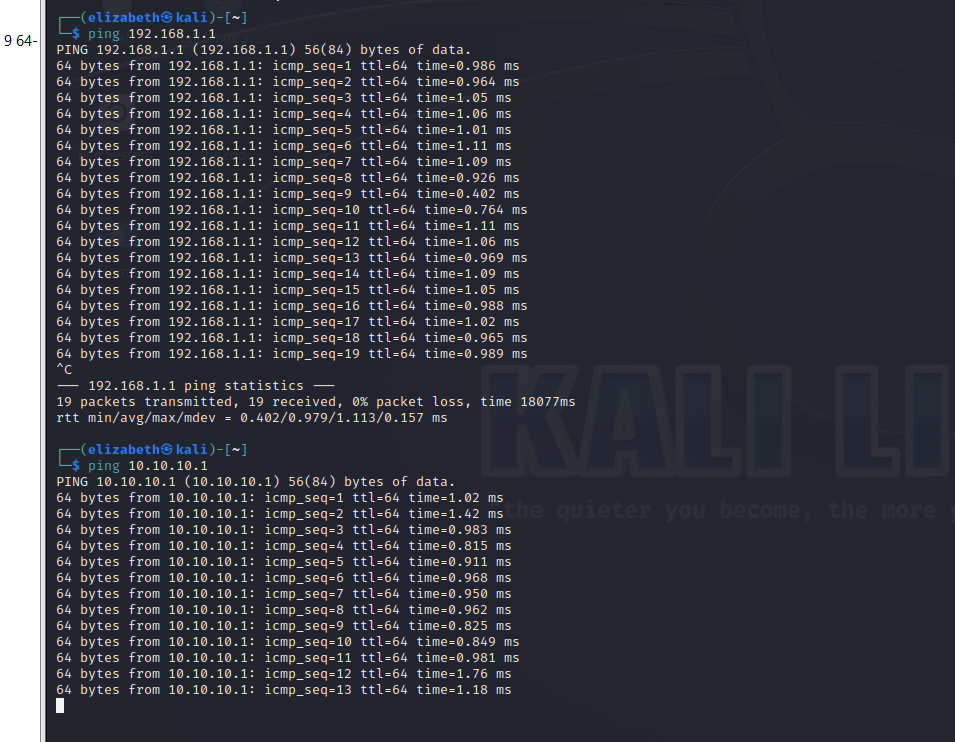 9 64-
┌──(elizabeth㉿kali)-[~]
└─$ ping 192.168.1.1
PING 192.168.1.1 (192.168.1.1) 56(84) bytes of data.
64 bytes from 192.168.1.1: icmp_seq=1 ttl=64 time=0.986 ms
64 bytes from 192.168.1.1: icmp_seq=2 ttl=64 time=0.964 ms
64 bytes from 192.168.1.1: icmp_seq=3 ttl=64 time=1.05 ms
64 bytes from 192.168.1.1: icmp_seq=4 ttl=64 time=1.06 ms
64 bytes from 192.168.1.1: icmp_seq=5 ttl=64 time=1.01 ms
64 bytes from 192.168.1.1: icmp_seq=6 ttl=64 time=1.11 ms
64 bytes from 192.168.1.1: icmp_seq=7 ttl=64 time=1.09 ms
64 bytes from 192.168.1.1: icmp_seq=8 ttl=64 time=0.926 ms
64 bytes from 192.168.1.1: icmp_seq=9 ttl=64 time=0.402 ms
64 bytes from 192.168.1.1: icmp_seq=10 ttl=64 time=0.764 ms
64 bytes from 192.168.1.1: icmp_seq=11 ttl=64 time=1.11 ms
64 bytes from 192.168.1.1: icmp_seq=12 ttl=64 time=1.06 ms
64 bytes from 192.168.1.1: icmp_seq=13 ttl=64 time=0.969 ms
64 bytes from 192.168.1.1: icmp_seq=14 ttl=64 time=1.09 ms
64 bytes from 192.168.1.1: icmp_seq=15 ttl=64 time=1.05 ms
64 bytes from 192.168.1.1: icmp_seq=16 ttl=64 time=0.988 ms
64 bytes from 192.168.1.1: icmp_seq=17 ttl=64 time=1.02 ms
64 bytes from 192.168.1.1: icmp_seq=18 ttl=64 time=0.965 ms
64 bytes from 192.168.1.1: icmp_seq=19 ttl=64 time=0.989 ms
^C
--- 192.168.1.1 ping statistics ---
19 packets transmitted, 19 received, 0% packet loss, time 18077ms
rtt min/avg/max/mdev = 0.402/0.979/1.113/0.157 ms
┌──(elizabeth㉿kali)-[~]
└─$ ping 10.10.10.1
PING 10.10.10.1 (10.10.10.1) 56(84) bytes of data.
64 bytes from 10.10.10.1: icmp_seq=1 ttl=64 time=1.02 ms
64 bytes from 10.10.10.1: icmp_seq=2 ttl=64 time=1.42 ms
64 bytes from 10.10.10.1: icmp_seq=3 ttl=64 time=0.983 ms
64 bytes from 10.10.10.1: icmp_seq=4 ttl=64 time=0.815 ms
64 bytes from 10.10.10.1: icmp_seq=5 ttl=64 time=0.911 ms
64 bytes from 10.10.10.1: icmp_seq=6 ttl=64 time=0.968 ms
64 bytes from 10.10.10.1: icmp_seq=7 ttl=64 time=0.950 ms
64 bytes from 10.10.10.1: icmp_seq=8 ttl=64 time=0.962 ms
64 bytes from 10.10.10.1: icmp_seq=9 ttl=64 time=0.825 ms
64 bytes from 10.10.10.1: icmp_seq=10 ttl=64 time=0.849 ms
64 bytes from 10.10.10.1: icmp_seq=11 ttl=64 time=0.981 ms
64 bytes from 10.10.10.1: icmp_seq=12 ttl=64 time=1.76 ms
64 bytes from 10.10.10.1: icmp_seq=13 ttl=64 time=1.18 ms
KALI LI
the quieter you become, the more